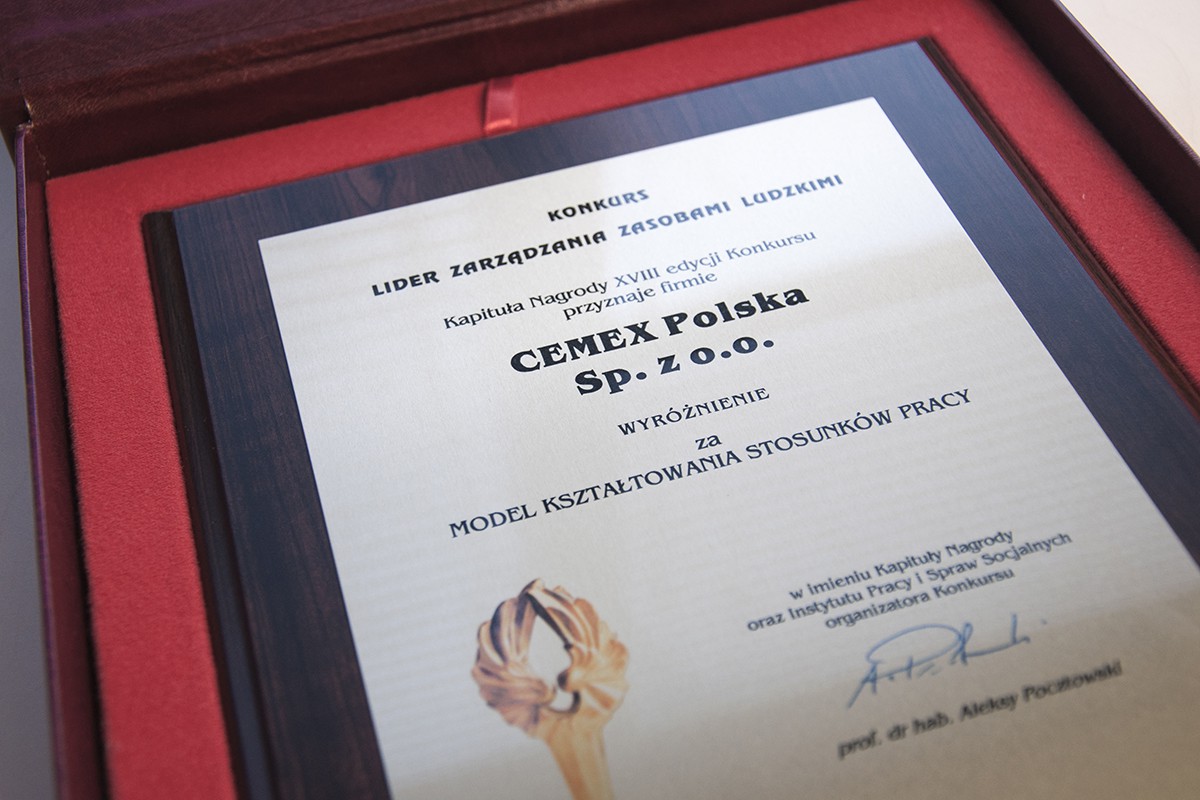 KONKURS
LIDER ZARZĄDZANIA ZASOBAMI LUDZKIMI
Kapituła Nagrody XVIII edycji Konkursu
przyznaje firmie
CEMEX Polska
Sp. z o.o.
WYRÓŻNIENIE
za
MODEL KSZTAŁTOWANIA STOSUNKÓW PRACY
w imieniu Kapituły Nagrody
oraz Instytutu Pracy i Spraw Socjalnych
organizatora Konkursu
prof. dr hab. Aleksy Pocztowski